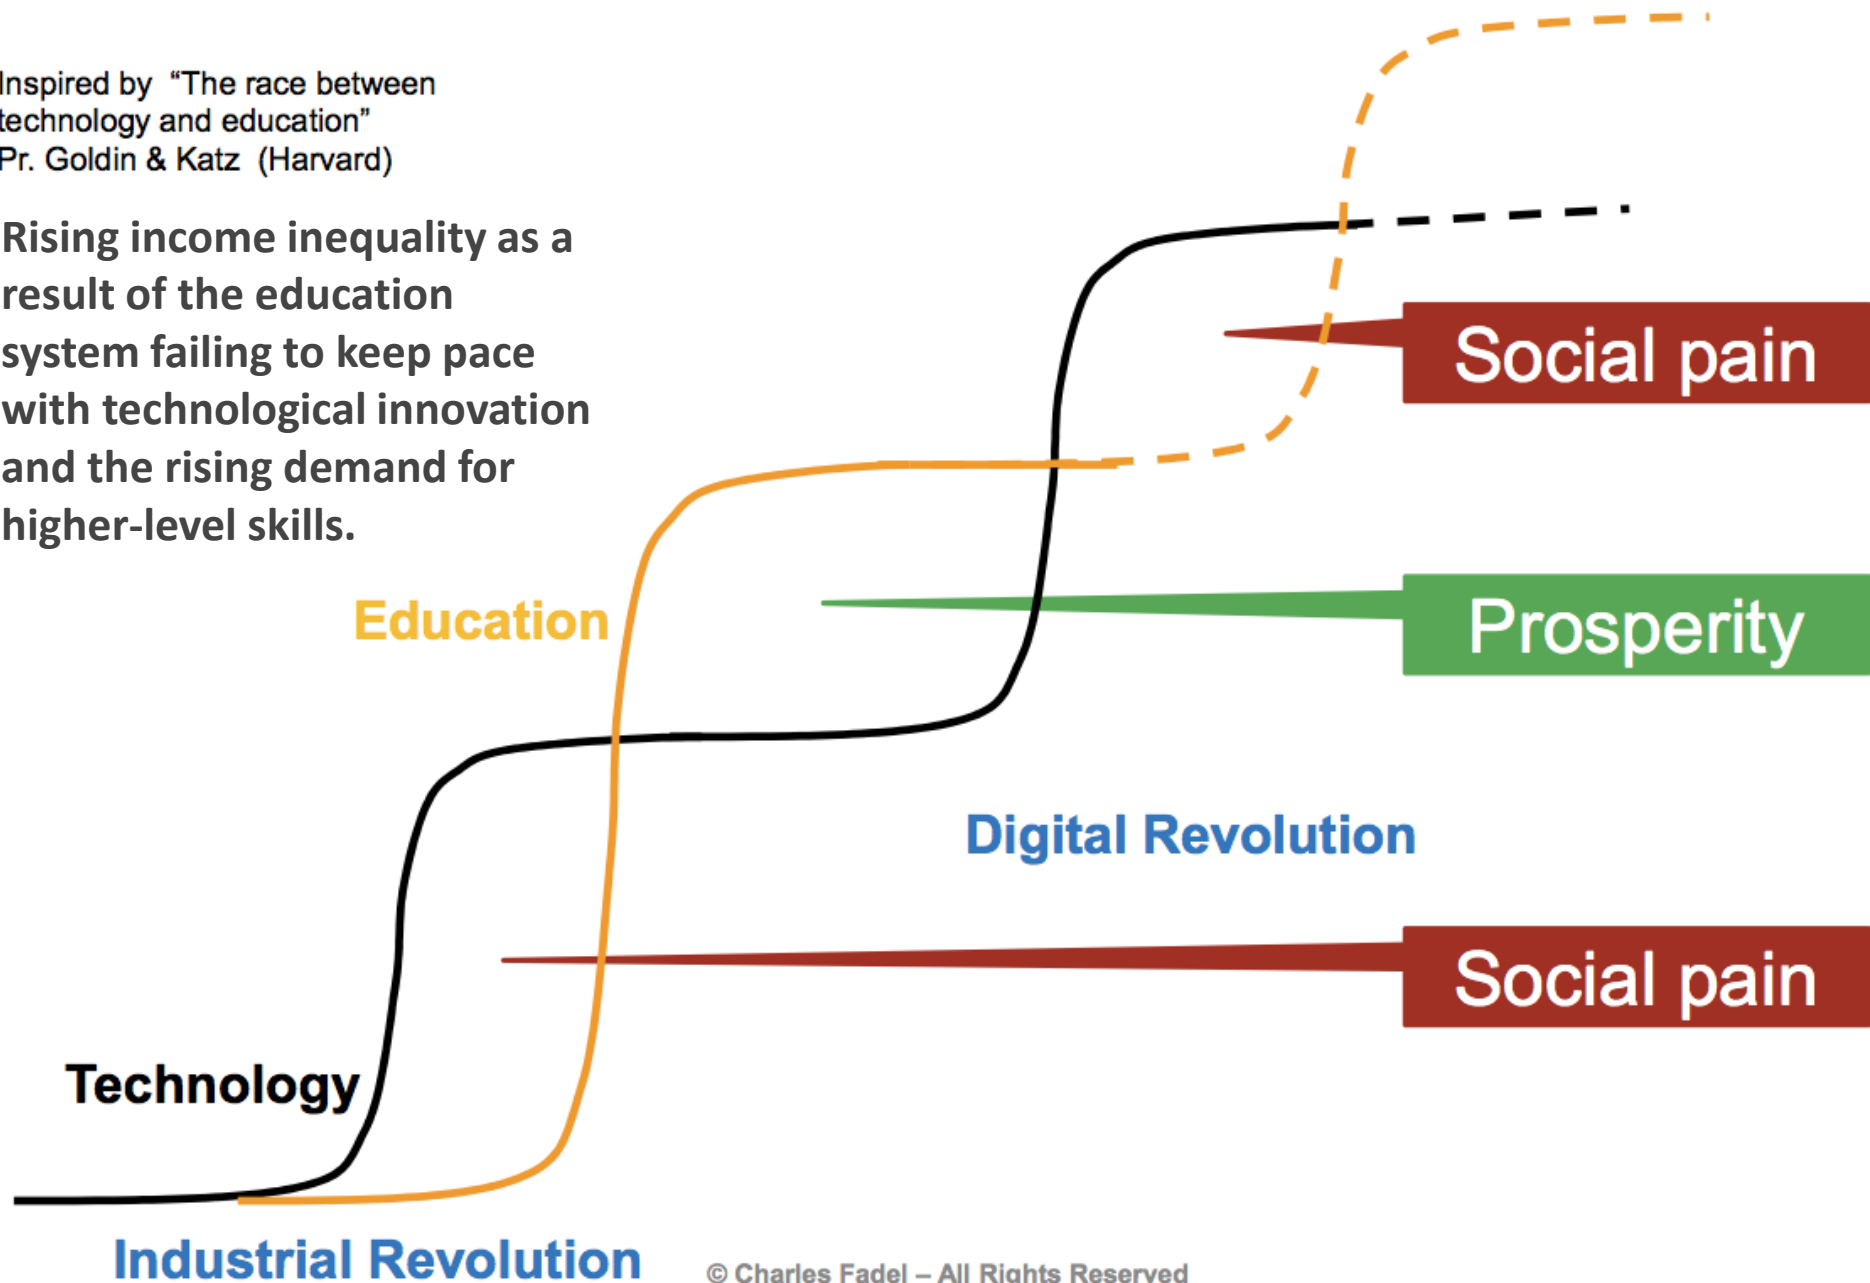 Inspired by “The race between
technology and education”
Pr. Goldin & Katz (Harvard)
Rising income inequality as a
result of the education
system failing to keep pace
with technological innovation
and the rising demand for
higher-level skills.
Social pain
Education
Prosperity
Digital Revolution
Social pain
Technology
Industrial Revolution
© Charles Fadel – All Rights Reserved